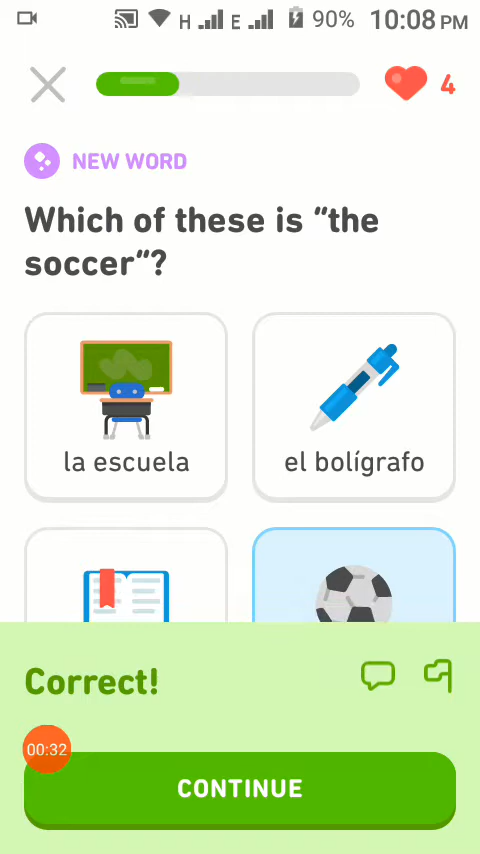 H E 90% 10:08 PM
4
NEW WORD
Which of these is "the
soccer"?
la escuela
el bolígrafo
Correct!
00:32
CONTINUE